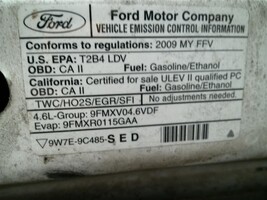 Ford
Ford Motor Company
VEHICLE EMISSION CONTROL INFORMATION
Conforms to regulations: 2009 MY FFV
U.S. EPA: T2B4 LDV
OBD: CA II Fuel: Gasoline/Ethanol
California: Certified for sale ULEV II qualified PC
OBD: CA II Fuel: Gasoline/Ethanol
TWC/HO2S/EGR/SFI No adjustments needed.
4.6L-Group: 9FMXV04.6VDF
Evap: 9FMXR0115GAA
9W7E-9C485-SED